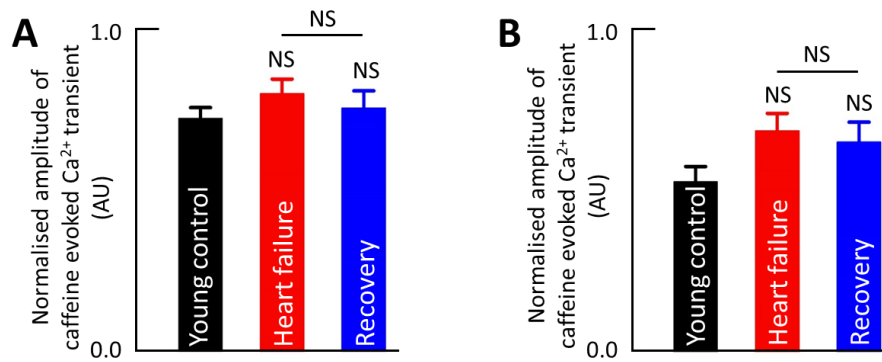 A
Normalised amplitude of
caffeine evoked Ca²⁺ transient
(AU)
1.0
0.0
NS
NS
NS
Young control
Heart failure
Recovery
B
Normalised amplitude of
caffeine evoked Ca²⁺ transient
(AU)
1.0
0.0
NS
NS
NS
Young control
Heart failure
Recovery